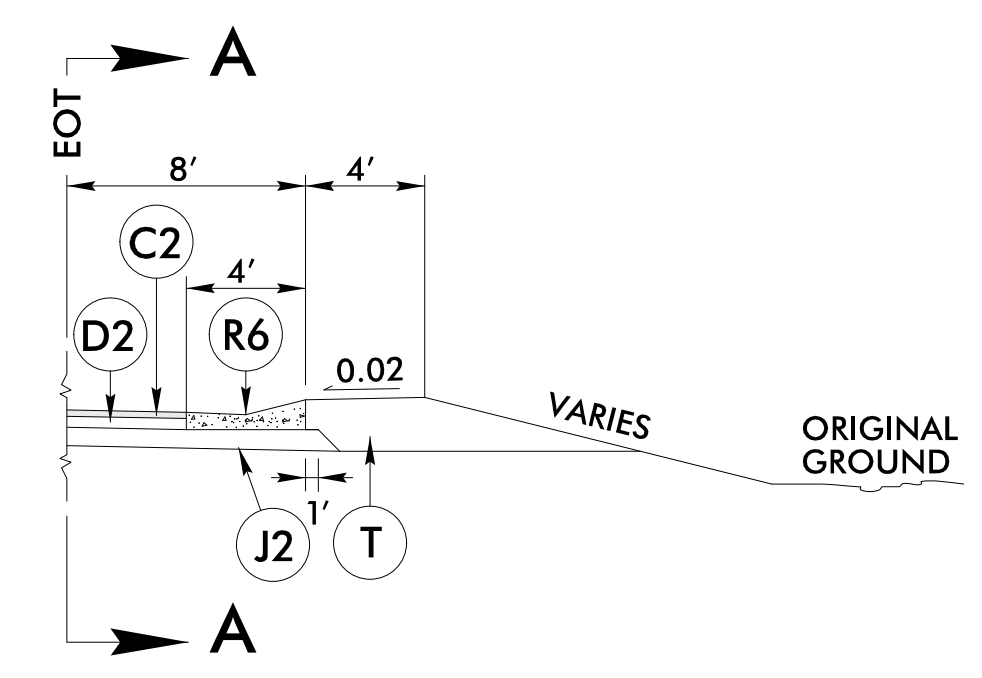 A
EOT
8′
4′
C2
4′
D2
R6
0.02
VARIES
ORIGINAL
GROUND
1′
J2
T
A